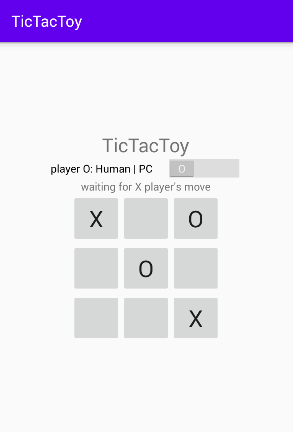 TicTacToy
TicTacToy
player O: Human | PC O
waiting for X player's move
X O
O
X